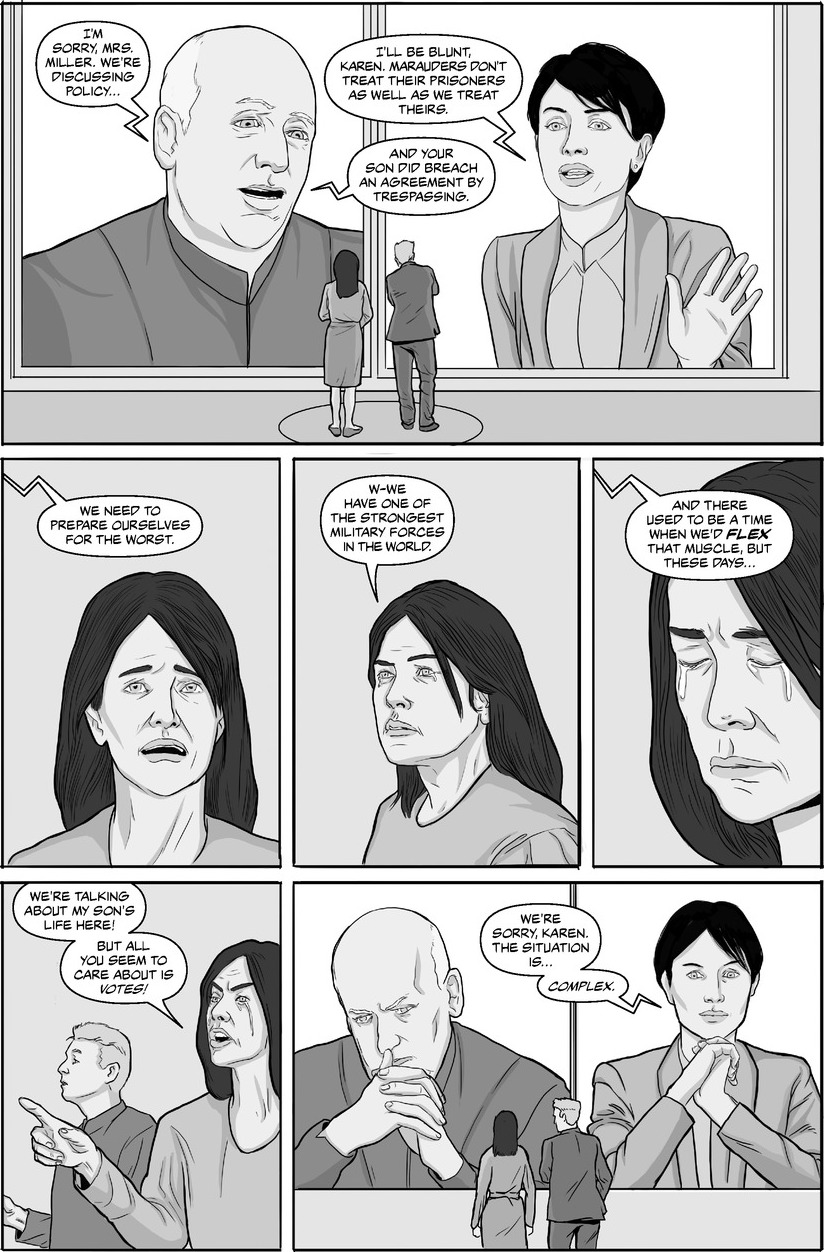 I'M
SORRY, MRS.
MILLER. WE'RE
DISCUSSING
POLICY...
I'LL BE BLUNT,
KAREN. MARAUDERS DON'T
TREAT THEIR PRISONERS
AS WELL AS WE TREAT
THEIRS.
AND YOUR
SON DID BREACH
AN AGREEMENT BY
TRESPASSING.
WE NEED TO
PREPARE OURSELVES
FOR THE WORST.
W-WE
HAVE ONE OF
THE STRONGEST
MILITARY FORCES
IN THE WORLD.
AND THERE
USED TO BE A TIME
WHEN WE'D FLEX
THAT MUSCLE, BUT
THESE DAYS...
WE'RE TALKING
ABOUT MY SON'S
LIFE HERE!
BUT ALL
YOU SEEM TO
CARE ABOUT IS
VOTES!
WE'RE
SORRY, KAREN.
THE SITUATION
IS...
COMPLEX.